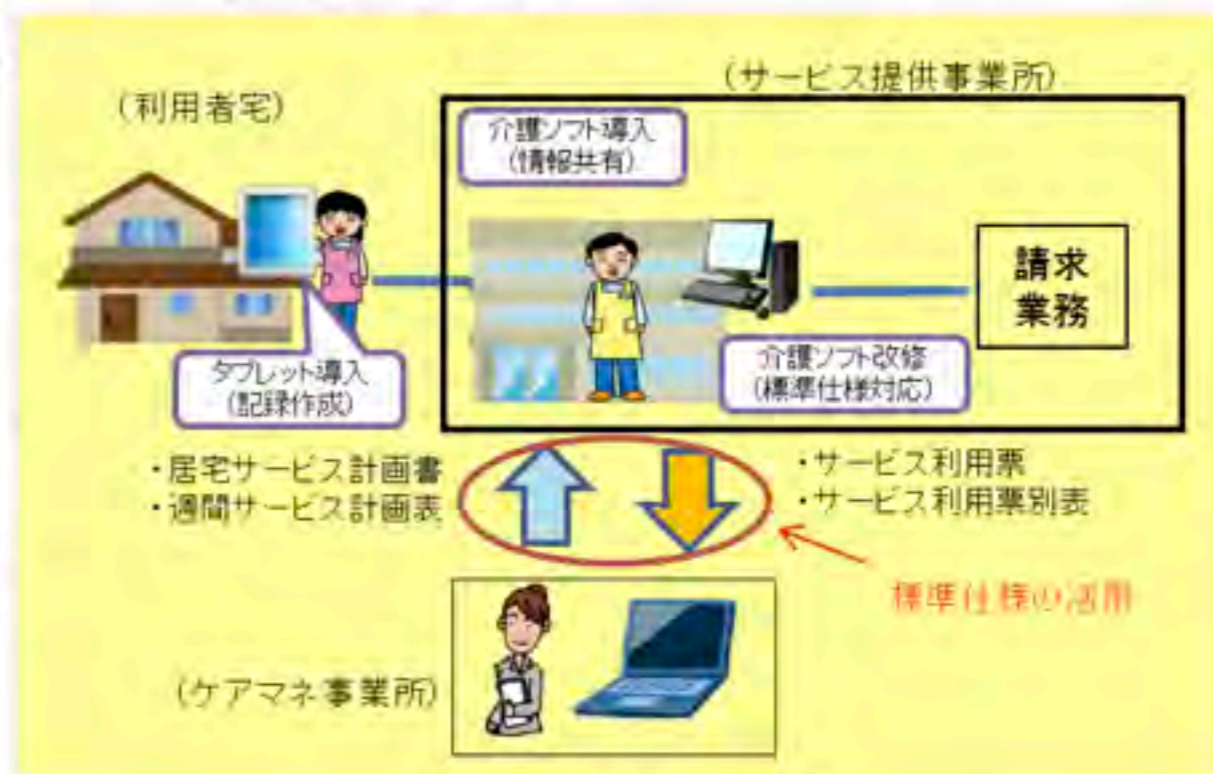 (サービス提供事業所)
(利用者宅)
介護ソフト導入
(情報共有)
請求
業務
タブレット導入
(記録作成)
介護ソフト改修
(標準仕様対応)
・居宅サービス計画書
・週間サービス計画表
・サービス利用票
・サービス利用票別表
標準仕様の活用
(ケアマネ事業所)